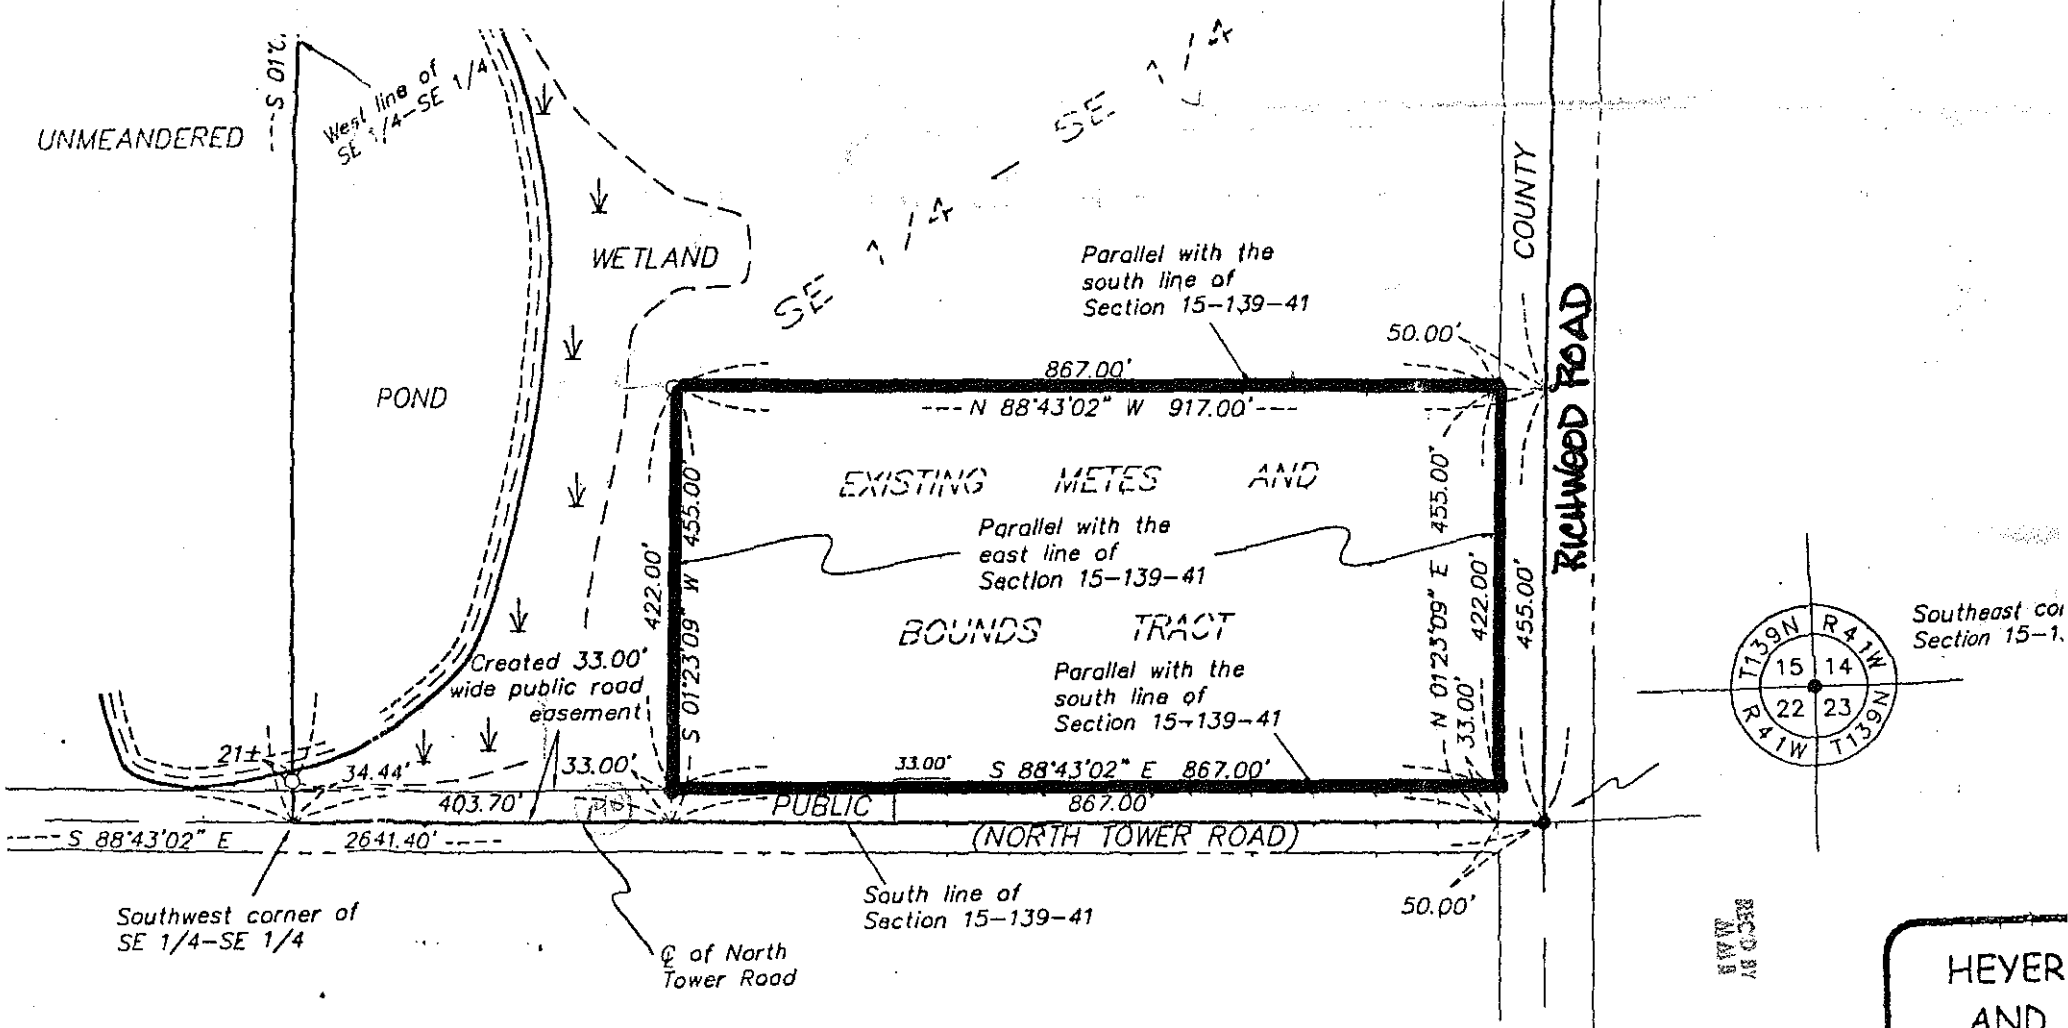 UNMEANDERED
West line of
SE 1/4-SE 1/4
SE 1/4 - SE 1/4
WETLAND
POND
COUNTY
RICHWOOD ROAD
Parallel with the
south line of
Section 15-139-41
50.00'
867.00'
---- N 88°43'02" W 917.00'----
EXISTING METES AND
BOUNDS TRACT
Parallel with the
east line of
Section 15-139-41
Parallel with the
south line of
Section 15-139-41
422.00'
S 01°23'09" W 455.00'
N 01°23'09" E 455.00'
33.00'
422.00'
455.00'
Created 33.00'
wide public road
easement
21±
34.44'
33.00'
33.00'
S 88°43'02" E 867.00'
403.70'
PUBLIC
867.00'
---- S 88°43'02" E 2641.40' ----
(NORTH TOWER ROAD)
Southwest corner of
SE 1/4-SE 1/4
South line of
Section 15-139-41
℄ of North
Tower Road
50.00'
T139N R41W
15 14
22 23
R41W T139N
Southeast
Section
REC'D BY
HEYER
AND